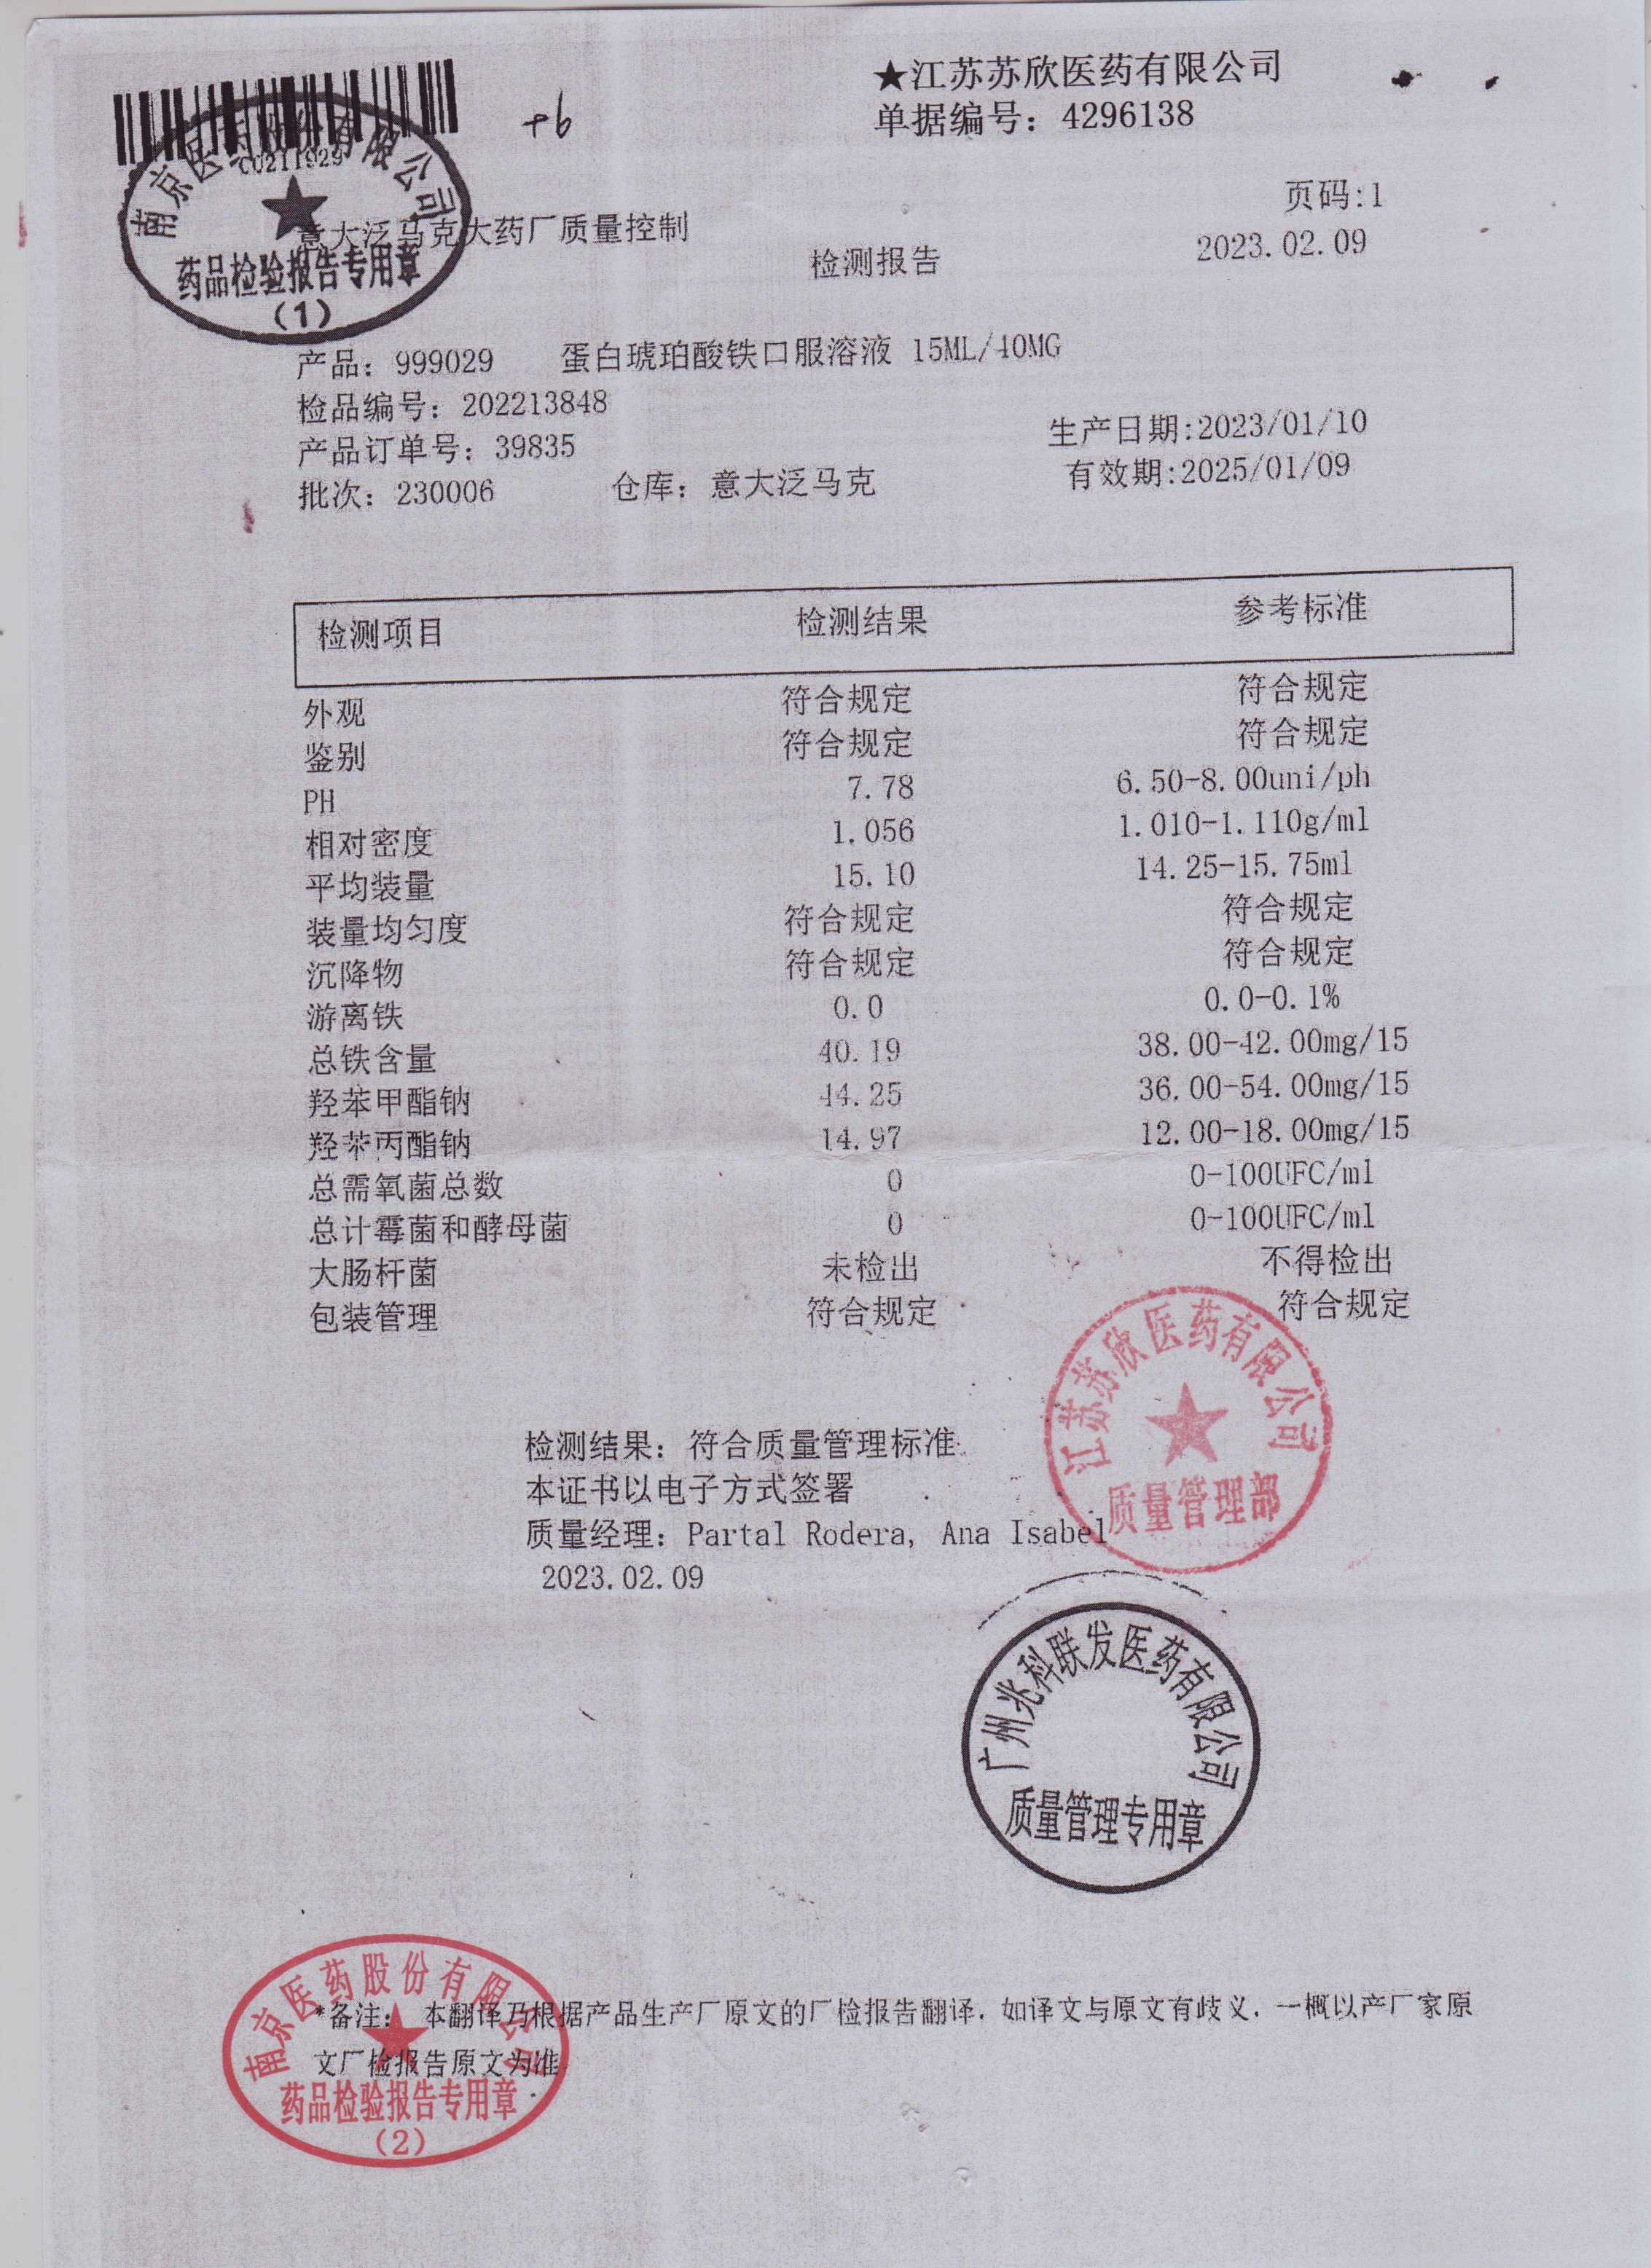 ★江苏苏欣医药有限公司
单据编号：4296138
C0211929
+6
南京医药股份有限公司
药品检验报告专用章
(1)
页码:1
意大泛马克大药厂质量控制
检测报告
2023.02.09
产品：999029 蛋白琥珀酸铁口服溶液 15ML/40MG
检品编号：202213848
产品订单号：39835
生产日期:2023/01/10
批次：230006 仓库：意大泛马克
有效期:2025/01/09
检测项目 检测结果 参考标准
外观 符合规定 符合规定
鉴别 符合规定 符合规定
PH 7.78 6.50-8.00uni/ph
相对密度 1.056 1.010-1.110g/ml
平均装量 15.10 14.25-15.75ml
装量均匀度 符合规定 符合规定
沉降物 符合规定 符合规定
游离铁 0.0 0.0-0.1%
总铁含量 40.19 38.00-42.00mg/15
羟苯甲酯钠 44.25 36.00-54.00mg/15
羟苯丙酯钠 14.97 12.00-18.00mg/15
总需氧菌总数 0 0-100UFC/ml
总计霉菌和酵母菌 0 0-100UFC/ml
大肠杆菌 未检出 不得检出
包装管理 符合规定 符合规定
江苏苏欣医药有限公司
质量管理部
检测结果：符合质量管理标准.
本证书以电子方式签署
质量经理：Partal Rodera, Ana Isabel
2023.02.09
广州兆科联发医药有限公司
质量管理专用章
南京医药股份有限公司
*备注： 本翻译乃根据产品生产厂原文的厂检报告翻译．如译文与原文有歧义．一概以产厂家原
文厂检报告原文为准
药品检验报告专用章
(2)